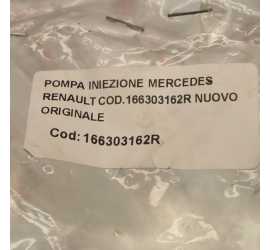 POMPA INIEZIONE MERCEDES
RENAULT COD.166303162R NUOVO
ORIGINALE
Cod: 166303162R